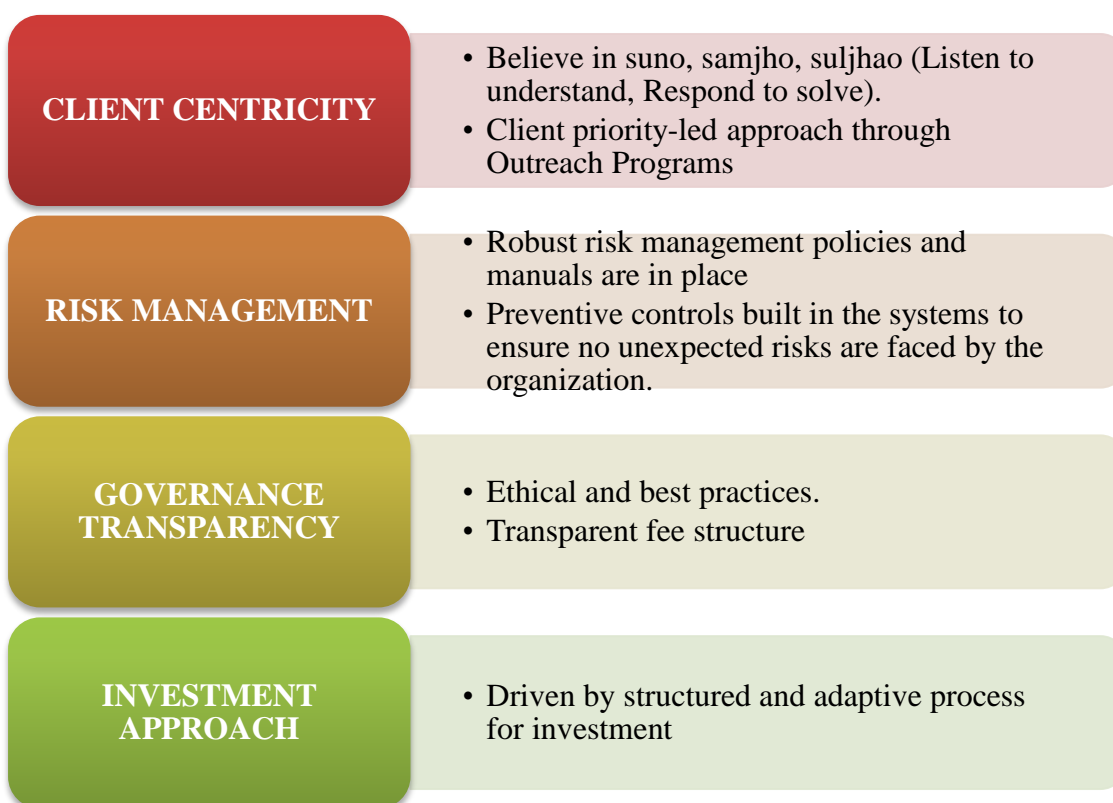 CLIENT CENTRICITY
• Believe in suno, samjho, suljhao (Listen to
understand, Respond to solve).
• Client priority-led approach through
Outreach Programs
RISK MANAGEMENT
• Robust risk management policies and
manuals are in place
• Preventive controls built in the systems to
ensure no unexpected risks are faced by the
organization.
GOVERNANCE
TRANSPARENCY
• Ethical and best practices.
• Transparent fee structure
INVESTMENT
APPROACH
• Driven by structured and adaptive process
for investment